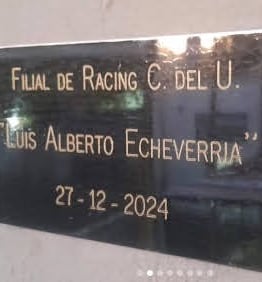 FILIAL DE RACING C. DEL U.
"LUIS ALBERTO ECHEVERRIA"
27-12-2024